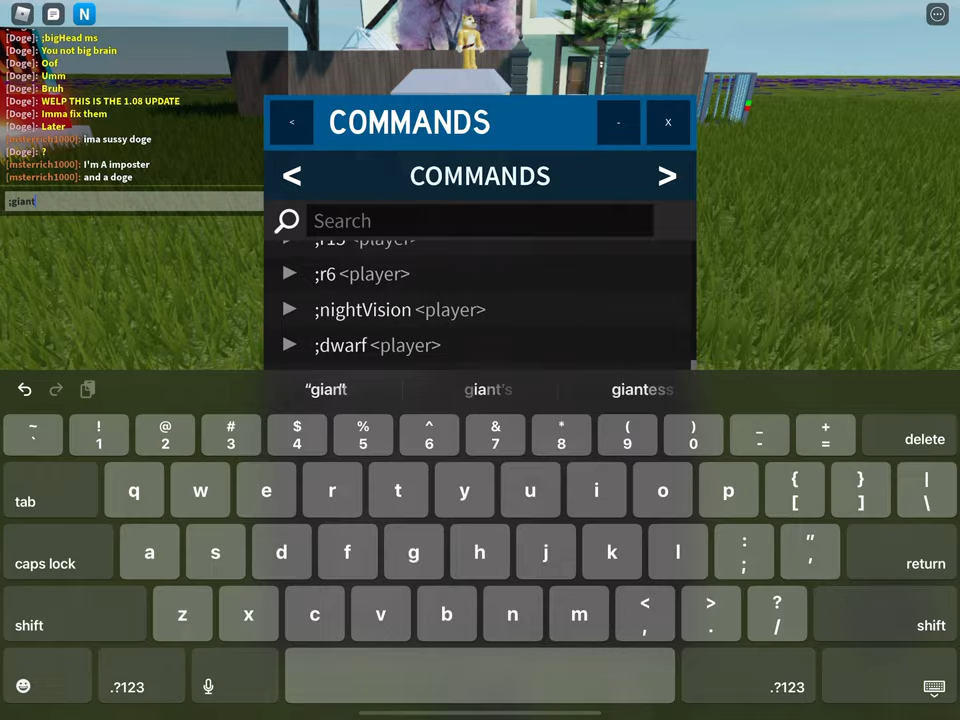 N
[Doge]: ;bigHead ms
[Doge]: You not big brain
[Doge]: Oof
[Doge]: Umm
[Doge]: Bruh
[Doge]: WELP THIS IS THE 1.08 UPDATE
[Doge]: Imma fix them
[Doge]: Later
[msterrich1000]: ima sussy doge
[Doge]: ?
[msterrich1000]: I'm A imposter
[msterrich1000]: and a doge
;giant
< COMMANDS - X
< COMMANDS >
Search
;r15 <player>
;r6 <player>
;nightVision <player>
;dwarf <player>
giant's giantess
~ ! @ # $ % ^ & * ( ) _ +
` 1 2 3 4 5 6 7 8 9 0 - = delete
tab q w e r t y u i o p { [ } ] | \
caps lock a s d f g h j k l : ; " ' return
shift z x c v b n m < , > . ? / shift
.?123 .?123